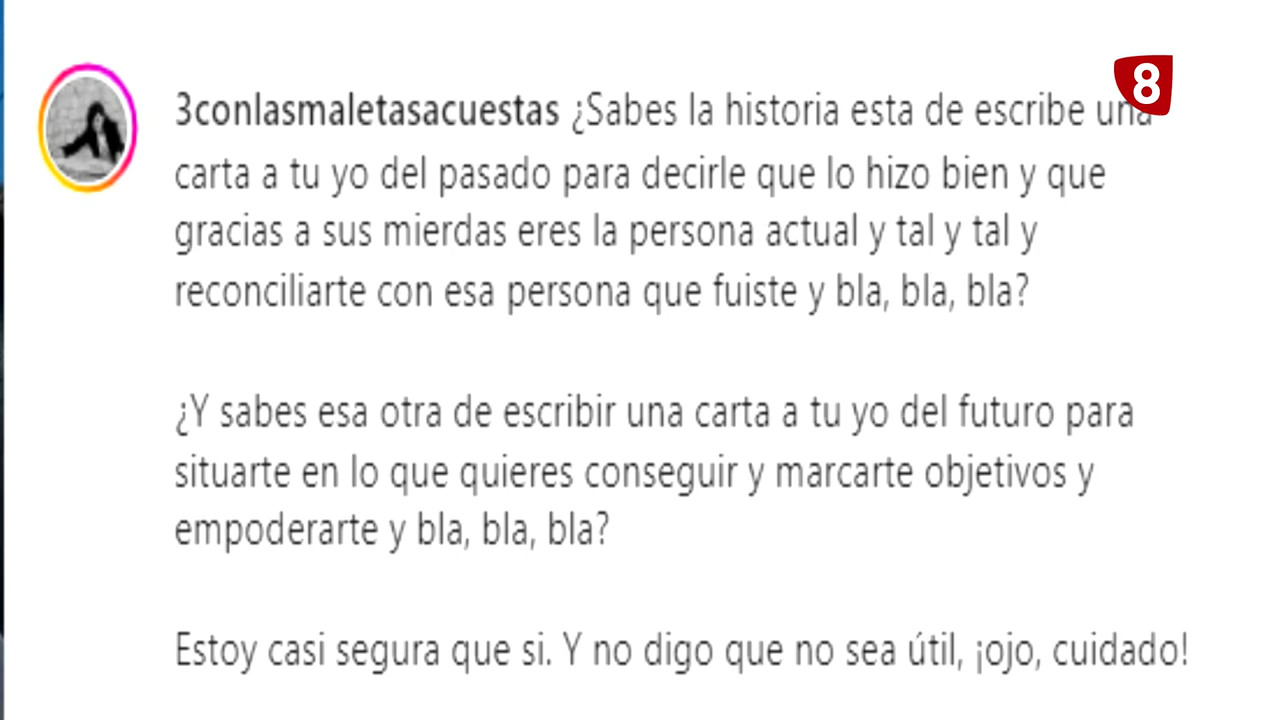 8
3conlasmaletasacuestas ¿Sabes la historia esta de escribe una
carta a tu yo del pasado para decirle que lo hizo bien y que
gracias a sus mierdas eres la persona actual y tal y tal y
reconciliarte con esa persona que fuiste y bla, bla, bla?
¿Y sabes esa otra de escribir una carta a tu yo del futuro para
situarte en lo que quieres conseguir y marcarte objetivos y
empoderarte y bla, bla, bla?
Estoy casi segura que si. Y no digo que no sea útil, ¡ojo, cuidado!